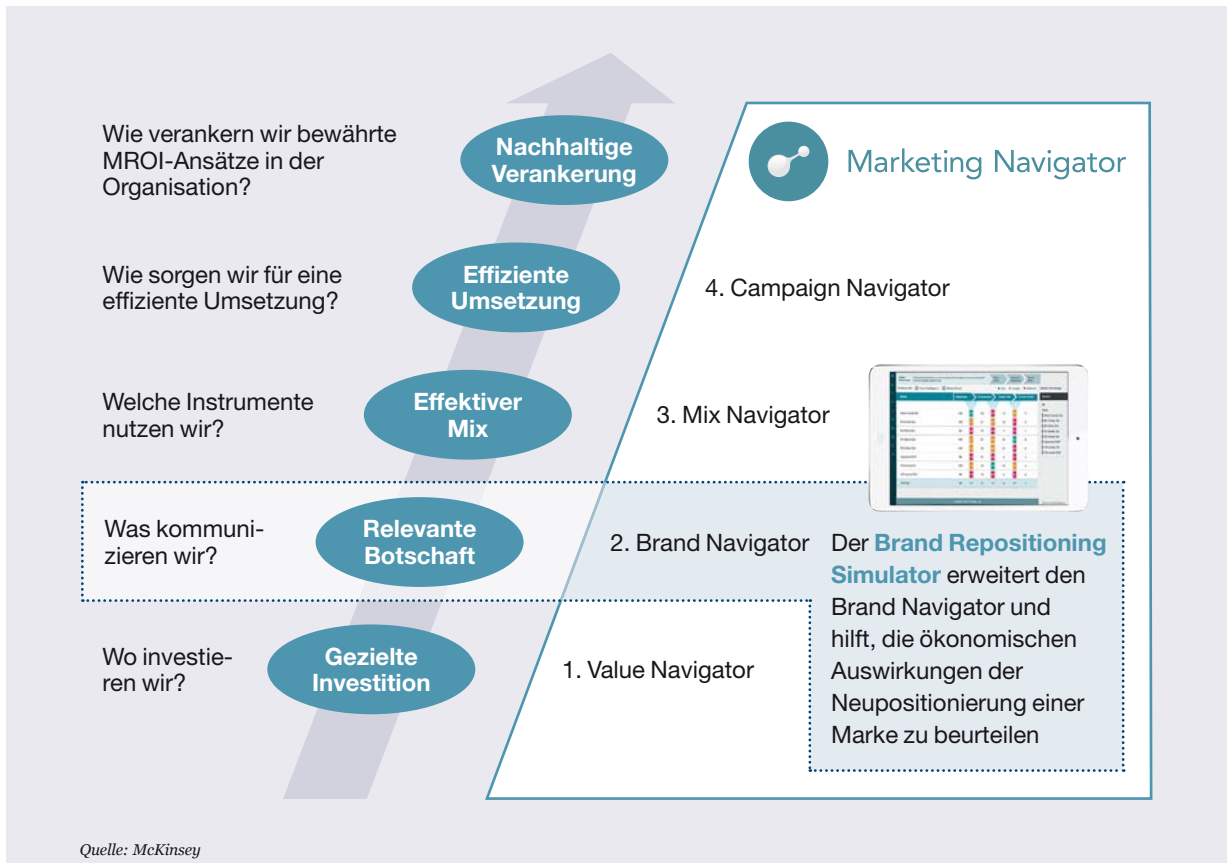 Wie verankern wir bewährte
MROI-Ansätze in der
Organisation?
Nachhaltige
Verankerung
Marketing Navigator
Wie sorgen wir für eine
effiziente Umsetzung?
Effiziente
Umsetzung
4. Campaign Navigator
Welche Instrumente
nutzen wir?
Effektiver
Mix
3. Mix Navigator
Was kommuni-
zieren wir?
Relevante
Botschaft
2. Brand Navigator
Der Brand Repositioning
Simulator erweitert den
Brand Navigator und
hilft, die ökonomischen
Auswirkungen der
Neupositionierung einer
Marke zu beurteilen
Wo investie-
ren wir?
Gezielte
Investition
1. Value Navigator
Quelle: McKinsey